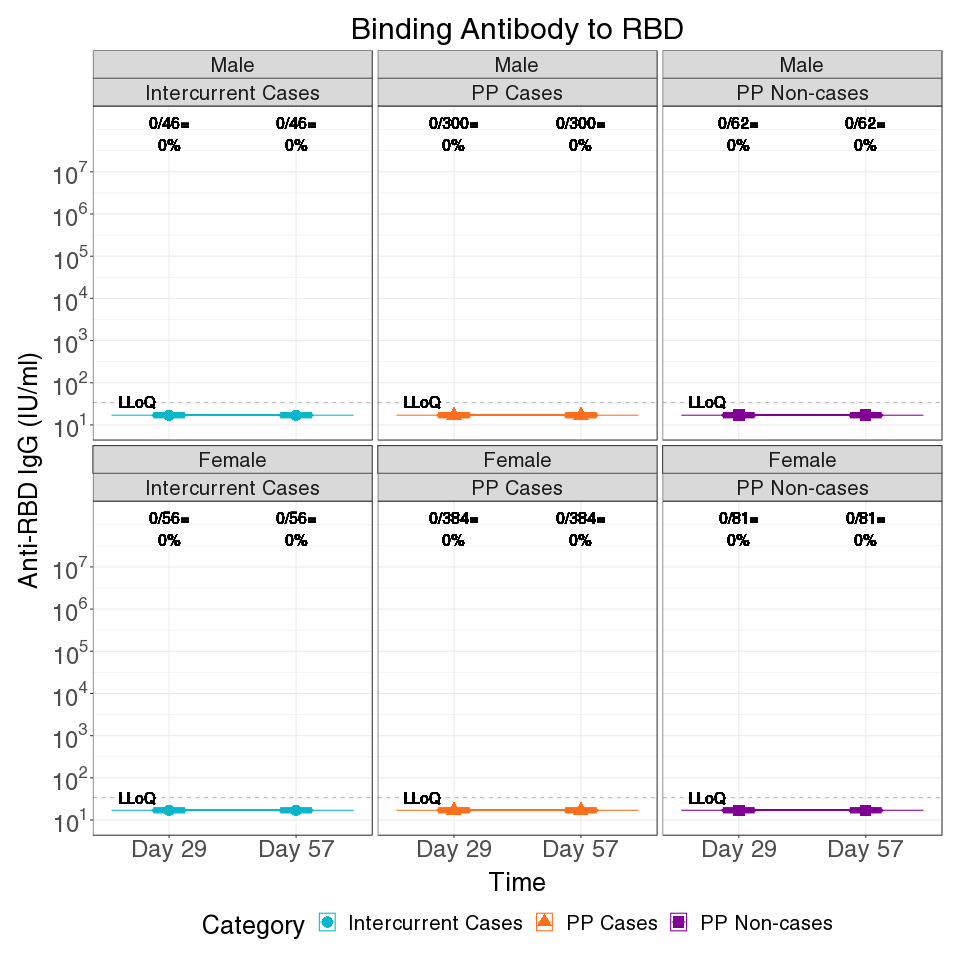 Binding Antibody to RBD
Male Male Male
Intercurrent Cases PP Cases PP Non-cases
0/46= 0/46= 0/300= 0/300= 0/62= 0/62=
0% 0% 0% 0% 0% 0%
10^7
10^6
10^5
10^4
10^3
10^2
LLoQ LLoQ LLoQ
10^1
Anti-RBD IgG (IU/ml)
Female Female Female
Intercurrent Cases PP Cases PP Non-cases
0/56= 0/56= 0/384= 0/384= 0/81= 0/81=
0% 0% 0% 0% 0% 0%
10^7
10^6
10^5
10^4
10^3
10^2
LLoQ LLoQ LLoQ
10^1
Day 29 Day 57 Day 29 Day 57 Day 29 Day 57
Time
Category Intercurrent Cases PP Cases PP Non-cases